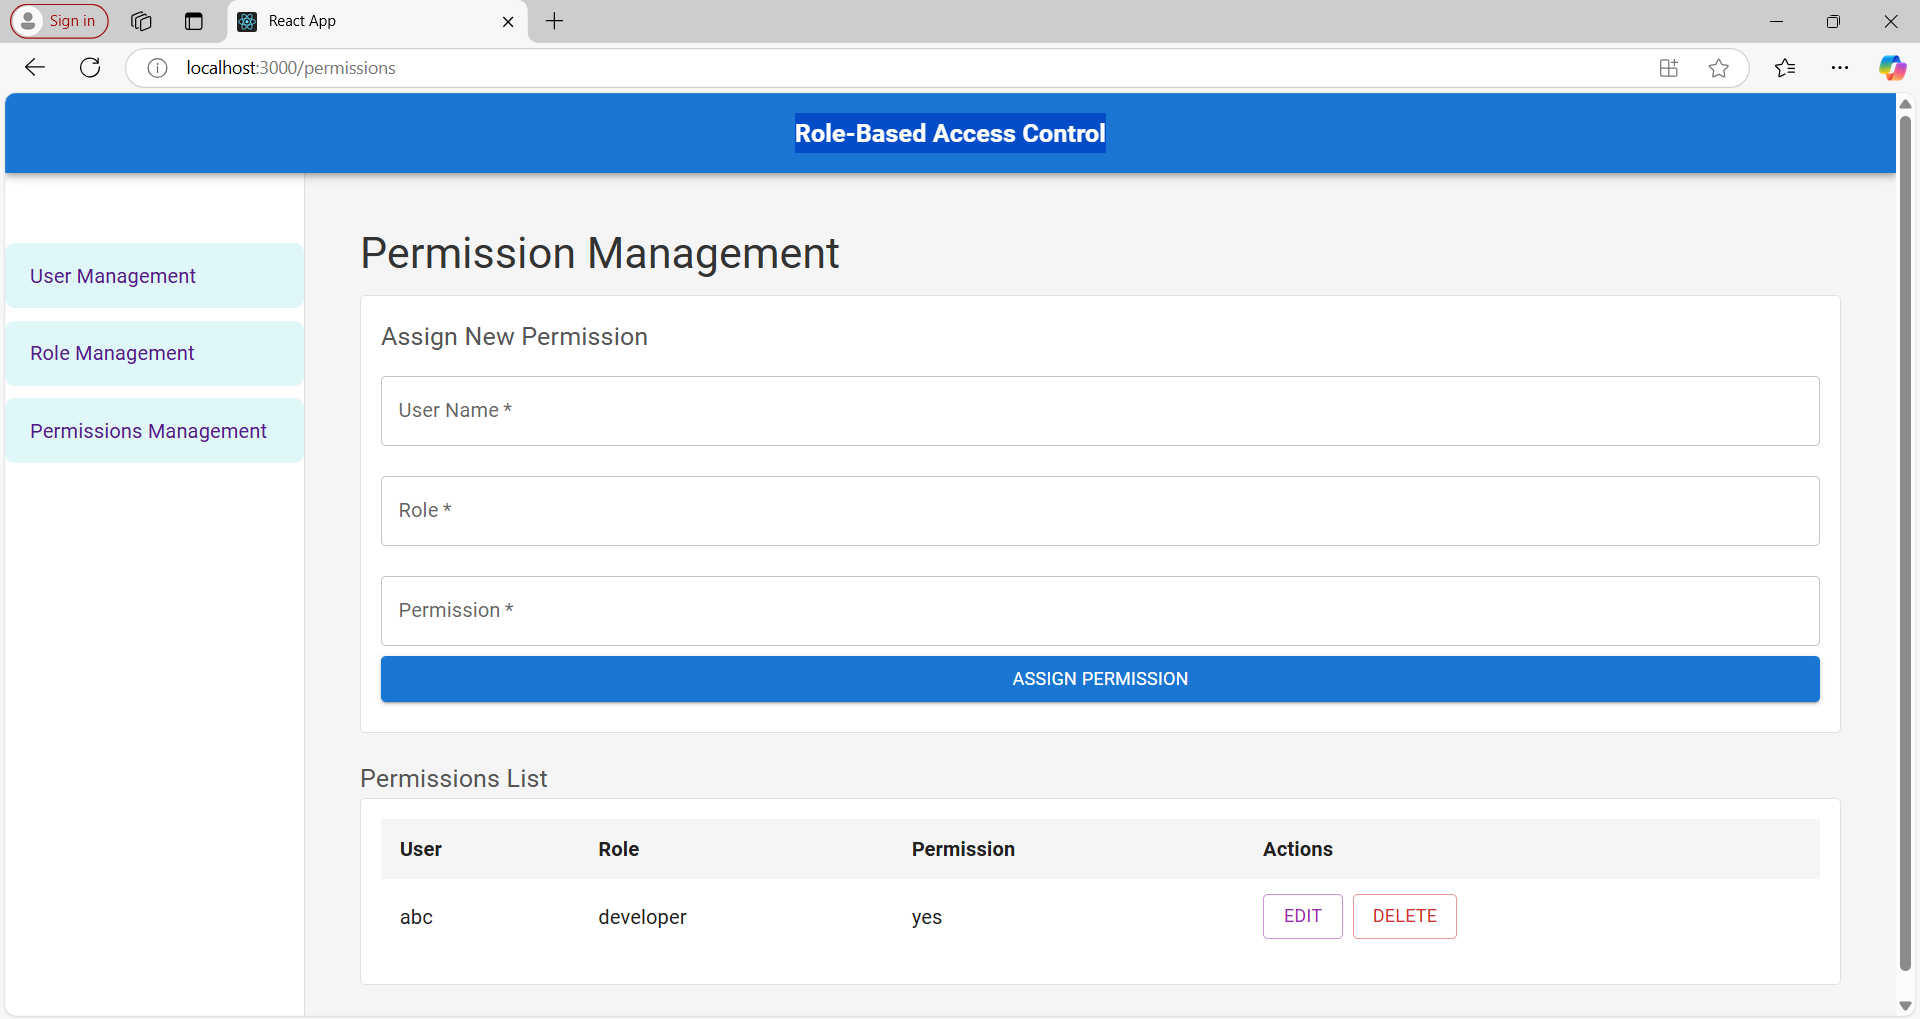 Sign in
React App
localhost:3000/permissions
Role-Based Access Control
User Management
Role Management
Permissions Management
Permission Management
Assign New Permission
User Name *
Role *
Permission *
ASSIGN PERMISSION
Permissions List
User Role Permission Actions
abc developer yes EDIT DELETE